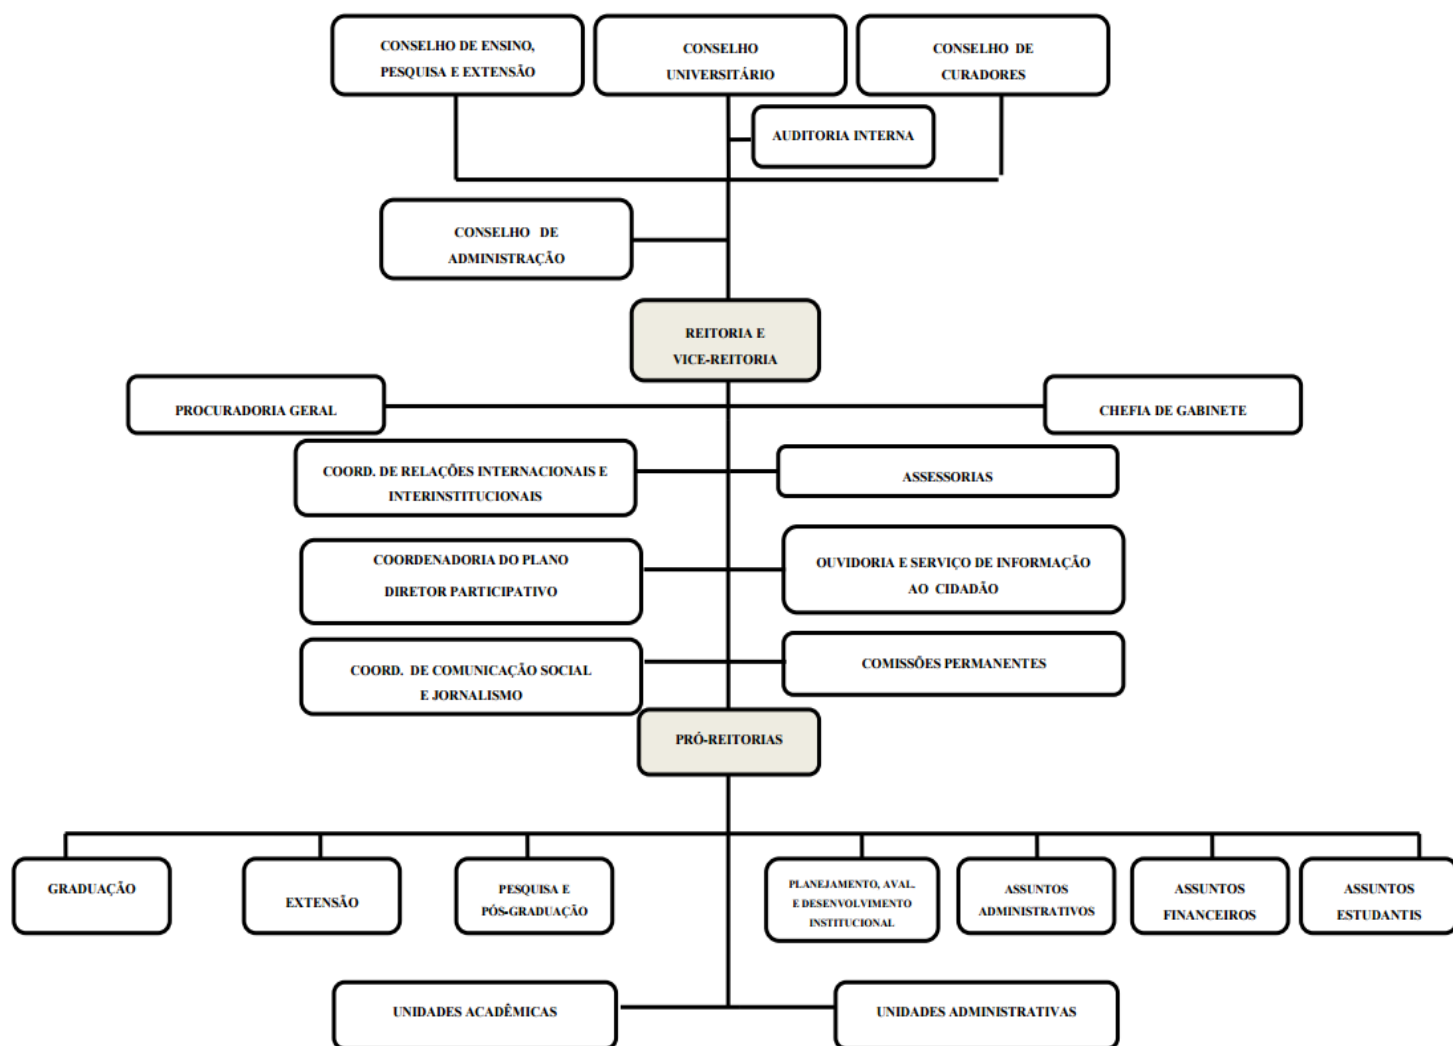 CONSELHO DE ENSINO,
PESQUISA E EXTENSÃO
CONSELHO
UNIVERSITÁRIO
CONSELHO DE
CURADORES
AUDITORIA INTERNA
CONSELHO DE
ADMINISTRAÇÃO
REITORIA E
VICE-REITORIA
PROCURADORIA GERAL
CHEFIA DE GABINETE
COORD. DE RELAÇÕES INTERNACIONAIS E
INTERINSTITUCIONAIS
ASSESSORIAS
COORDENADORIA DO PLANO
DIRETOR PARTICIPATIVO
OUVIDORIA E SERVIÇO DE INFORMAÇÃO
AO CIDADÃO
COORD. DE COMUNICAÇÃO SOCIAL
E JORNALISMO
COMISSÕES PERMANENTES
PRÓ-REITORIAS
GRADUAÇÃO
EXTENSÃO
PESQUISA E
PÓS-GRADUAÇÃO
PLANEJAMENTO, AVAL.
E DESENVOLVIMENTO
INSTITUCIONAL
ASSUNTOS
ADMINISTRATIVOS
ASSUNTOS
FINANCEIROS
ASSUNTOS
ESTUDANTIS
UNIDADES ACADÊMICAS
UNIDADES ADMINISTRATIVAS